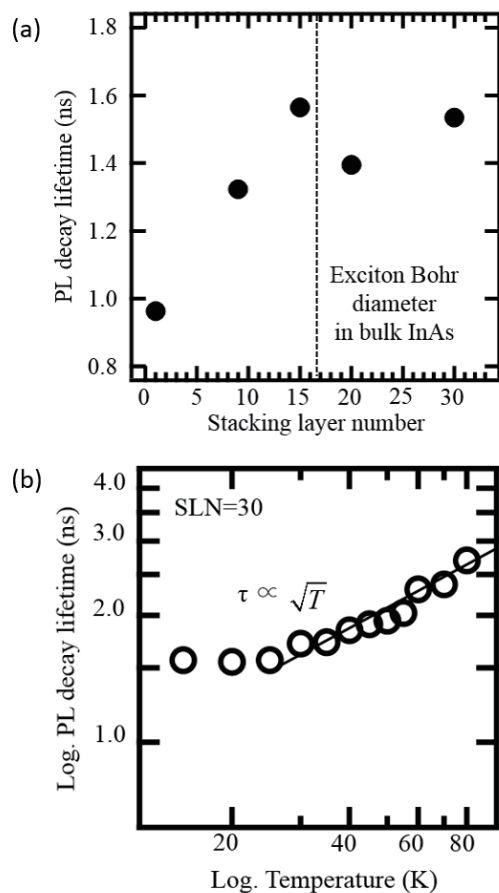 (a)
1.8
1.6
1.4
1.2
1.0
0.8
PL decay lifetime (ns)
Exciton Bohr
diameter
in bulk InAs
0 5 10 15 20 25 30
Stacking layer number
(b)
4.0
3.0
2.0
1.0
Log. PL decay lifetime (ns)
SLN=30
τ ∝ √T
20 40 60 80
Log. Temperature (K)